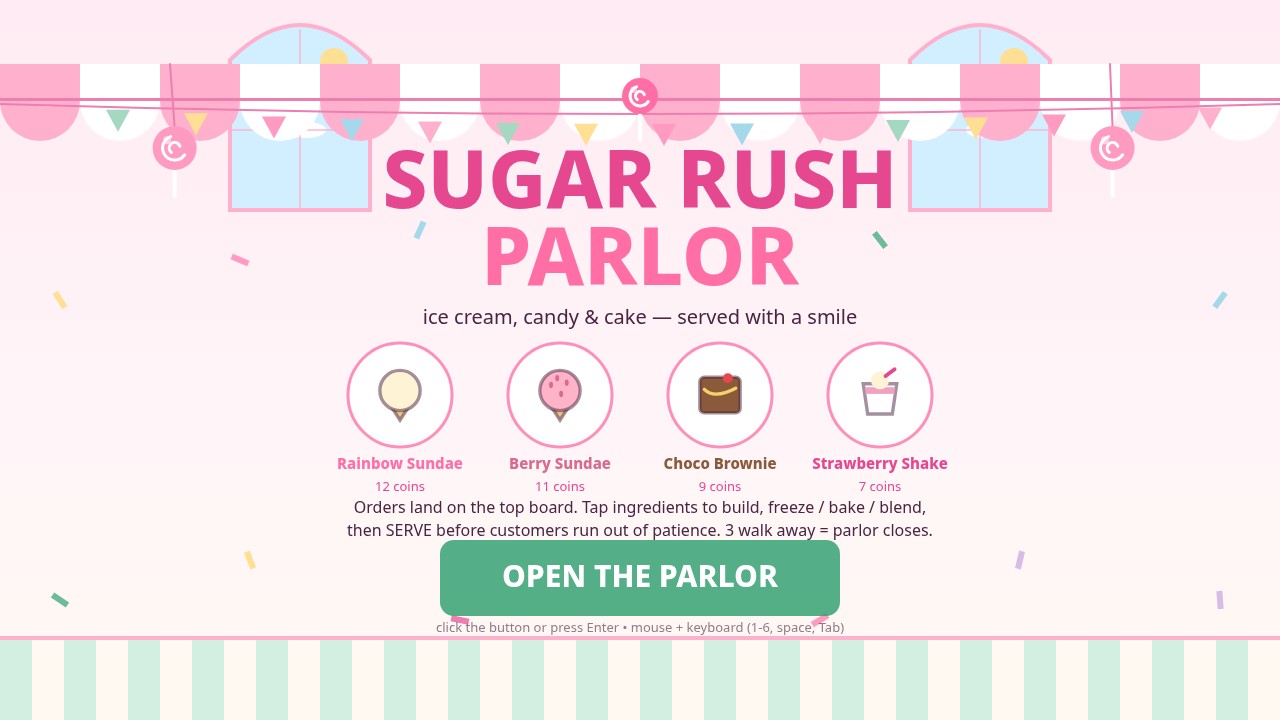 SUGAR RUSH
PARLOR
ice cream, candy & cake — served with a smile
Rainbow Sundae
12 coins
Berry Sundae
11 coins
Choco Brownie
9 coins
Strawberry Shake
7 coins
Orders land on the top board. Tap ingredients to build, freeze / bake / blend,
then SERVE before customers run out of patience. 3 walk away = parlor closes.
OPEN THE PARLOR
click the button or press Enter • mouse + keyboard (1-6, space, Tab)